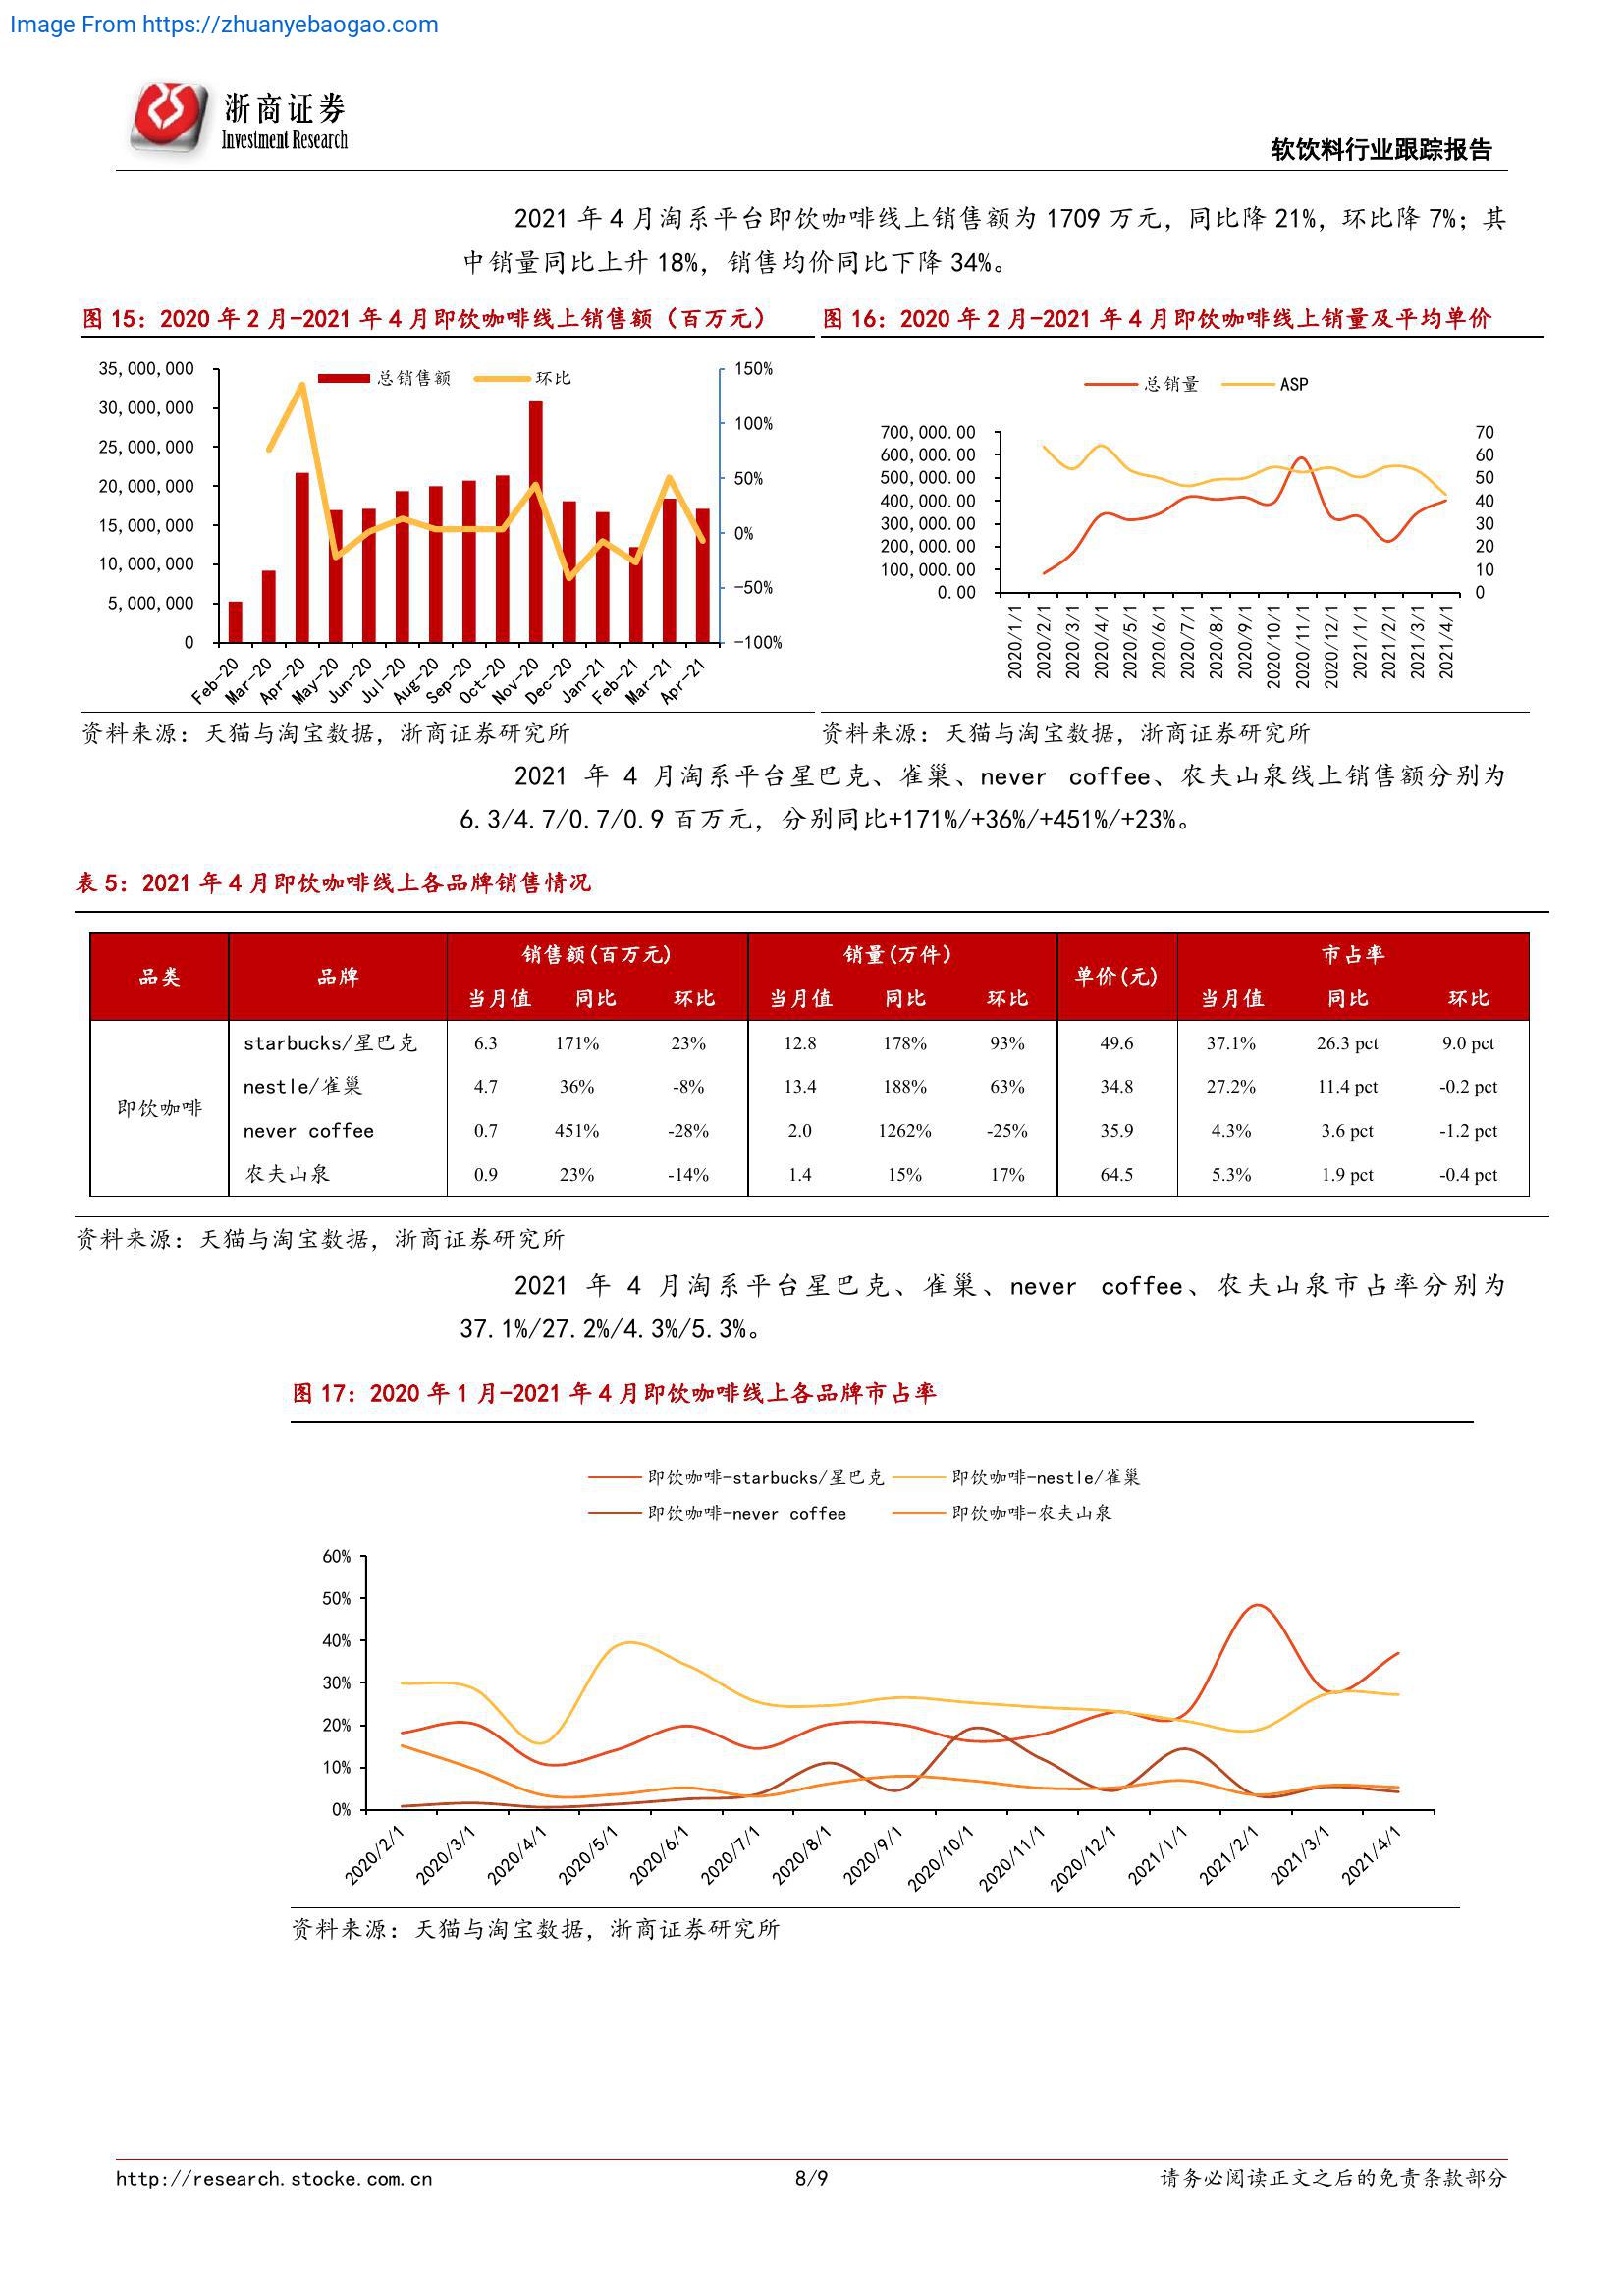 Image From https://zhuanyebaogao.com
浙商证券
Investment Research
软饮料行业跟踪报告
2021 年 4 月淘系平台即饮咖啡线上销售额为 1709 万元，同比降 21%，环比降 7%；其
中销量同比上升 18%，销售均价同比下降 34%。
图 15：2020 年 2 月-2021 年 4 月即饮咖啡线上销售额（百万元）
总销售额 环比
35,000,000 150%
30,000,000 100%
25,000,000
20,000,000 50%
15,000,000 0%
10,000,000
5,000,000 -50%
0 -100%
Feb-20 Mar-20 Apr-20 May-20 Jun-20 Jul-20 Aug-20 Sep-20 Oct-20 Nov-20 Dec-20 Jan-21 Feb-21 Mar-21 Apr-21
资料来源：天猫与淘宝数据，浙商证券研究所
图 16：2020 年 2 月-2021 年 4 月即饮咖啡线上销量及平均单价
总销量 ASP
700,000.00 70
600,000.00 60
500,000.00 50
400,000.00 40
300,000.00 30
200,000.00 20
100,000.00 10
0.00 0
2020/1/1 2020/2/1 2020/3/1 2020/4/1 2020/5/1 2020/6/1 2020/7/1 2020/8/1 2020/9/1 2020/10/1 2020/11/1 2020/12/1 2021/1/1 2021/2/1 2021/3/1 2021/4/1
资料来源：天猫与淘宝数据，浙商证券研究所
2021 年 4 月淘系平台星巴克、雀巢、never coffee、农夫山泉线上销售额分别为
6.3/4.7/0.7/0.9 百万元，分别同比+171%/+36%/+451%/+23%。
表 5：2021 年 4 月即饮咖啡线上各品牌销售情况
品类 品牌 销售额(百万元) 销量(万件) 单价(元) 市占率
当月值 同比 环比 当月值 同比 环比 当月值 同比 环比
即饮咖啡
starbucks/星巴克 6.3 171% 23% 12.8 178% 93% 49.6 37.1% 26.3 pct 9.0 pct
nestle/雀巢 4.7 36% -8% 13.4 188% 63% 34.8 27.2% 11.4 pct -0.2 pct
never coffee 0.7 451% -28% 2.0 1262% -25% 35.9 4.3% 3.6 pct -1.2 pct
农夫山泉 0.9 23% -14% 1.4 15% 17% 64.5 5.3% 1.9 pct -0.4 pct
资料来源：天猫与淘宝数据，浙商证券研究所
2021 年 4 月淘系平台星巴克、雀巢、never coffee、农夫山泉市占率分别为
37.1%/27.2%/4.3%/5.3%。
图 17：2020 年 1 月-2021 年 4 月即饮咖啡线上各品牌市占率
即饮咖啡-starbucks/星巴克 即饮咖啡-nestle/雀巢
即饮咖啡-never coffee 即饮咖啡-农夫山泉
60%
50%
40%
30%
20%
10%
0%
2020/2/1 2020/3/1 2020/4/1 2020/5/1 2020/6/1 2020/7/1 2020/8/1 2020/9/1 2020/10/1 2020/11/1 2020/12/1 2021/1/1 2021/2/1 2021/3/1 2021/4/1
资料来源：天猫与淘宝数据，浙商证券研究所
http://research.stocke.com.cn 8/9 请务必阅读正文之后的免责条款部分